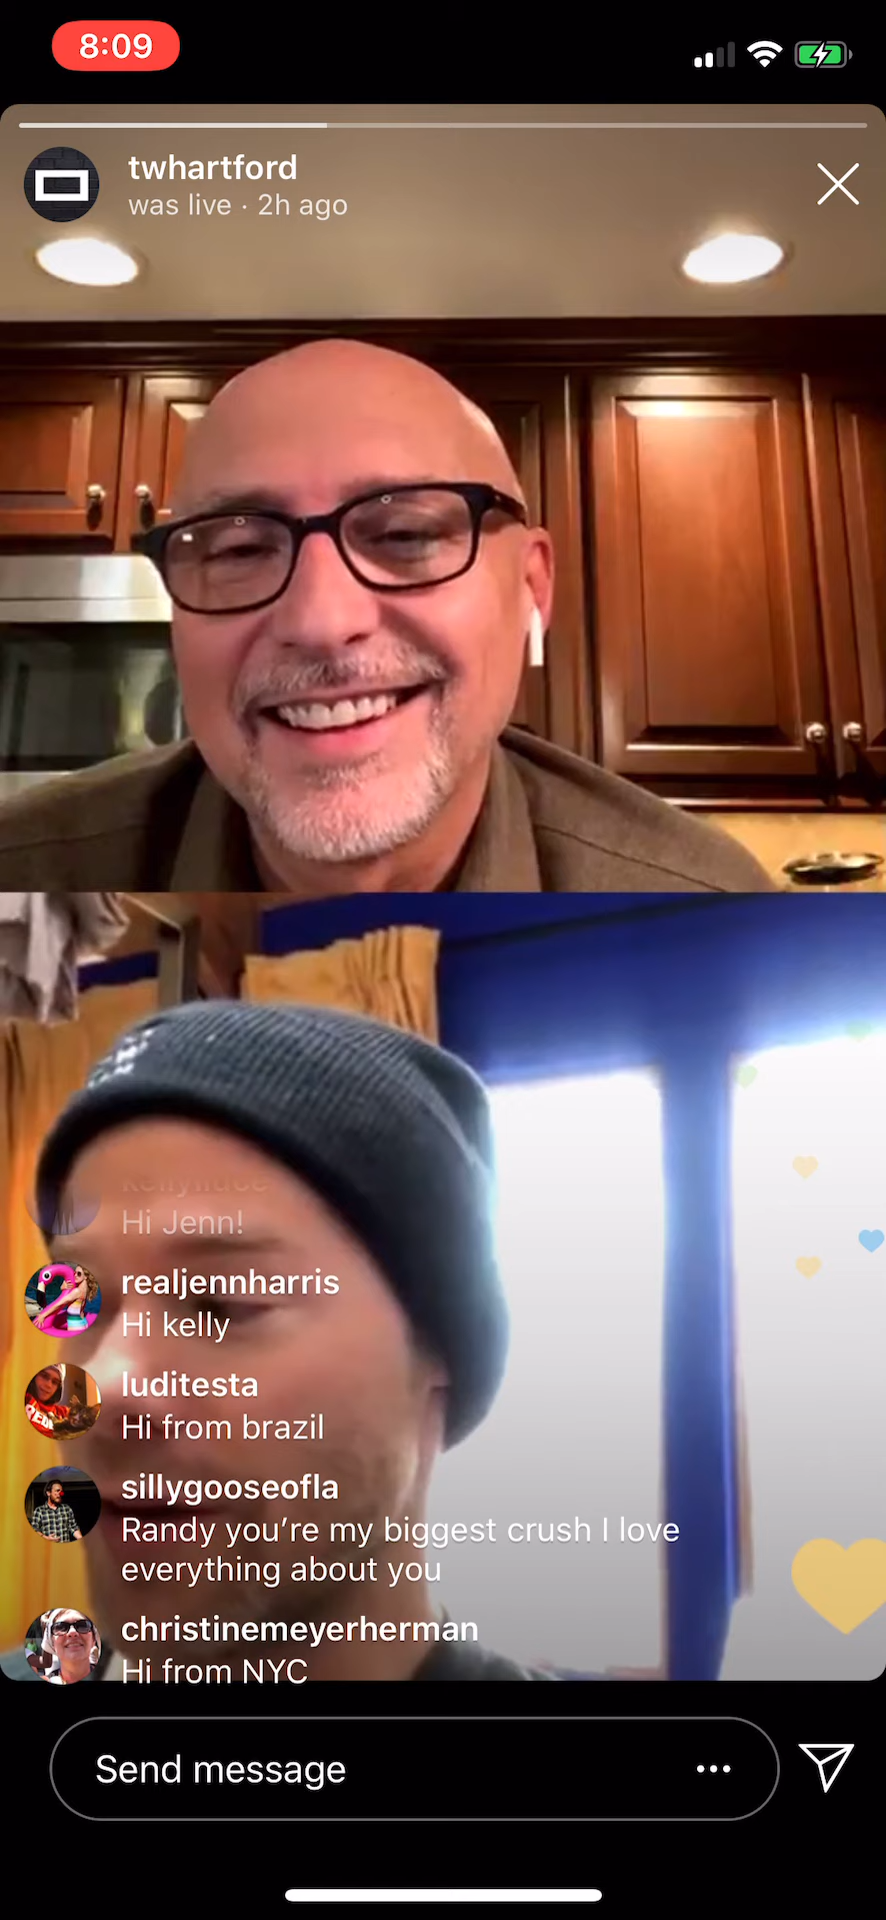 8:09
twhartford
was live · 2h ago
Hi Jenn!
realjennharris
Hi kelly
luditesta
Hi from brazil
sillygooseofla
Randy you're my biggest crush I love
everything about you
christinemeyerherman
Hi from NYC
Send message